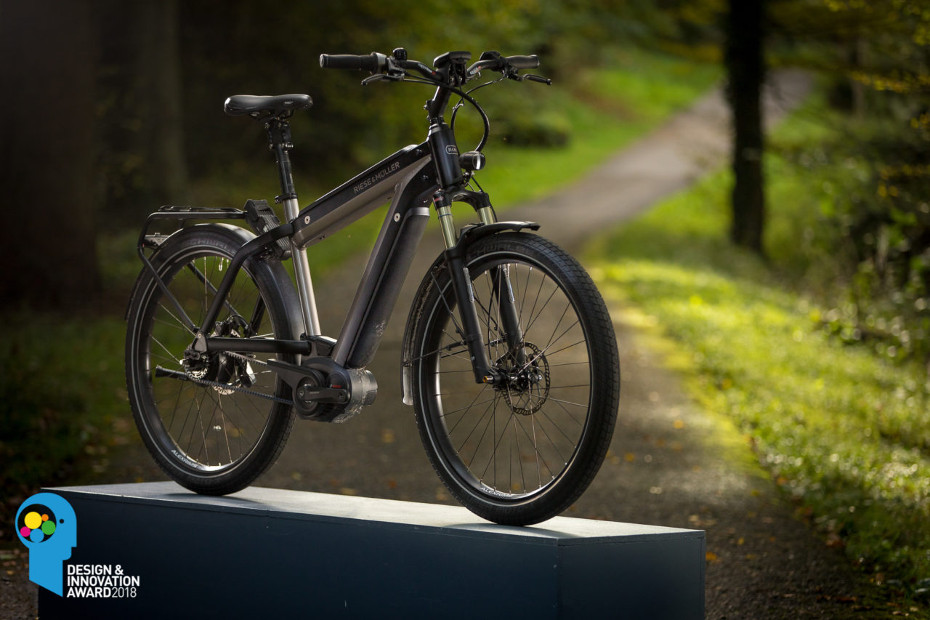 RIESE&MÜLLER
DESIGN &
INNOVATION
AWARD2018